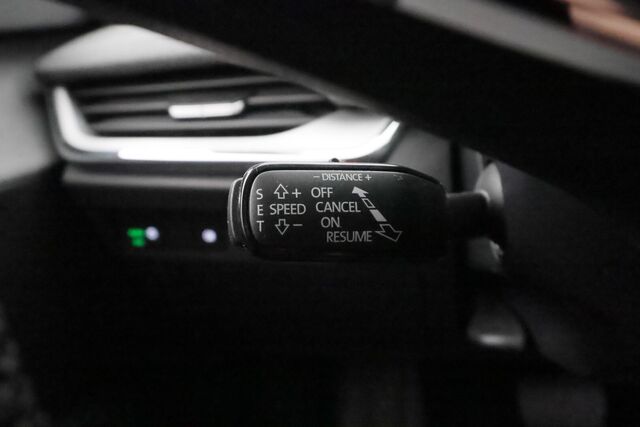 - DISTANCE +
S + OFF
E SPEED CANCEL
T - ON
RESUME